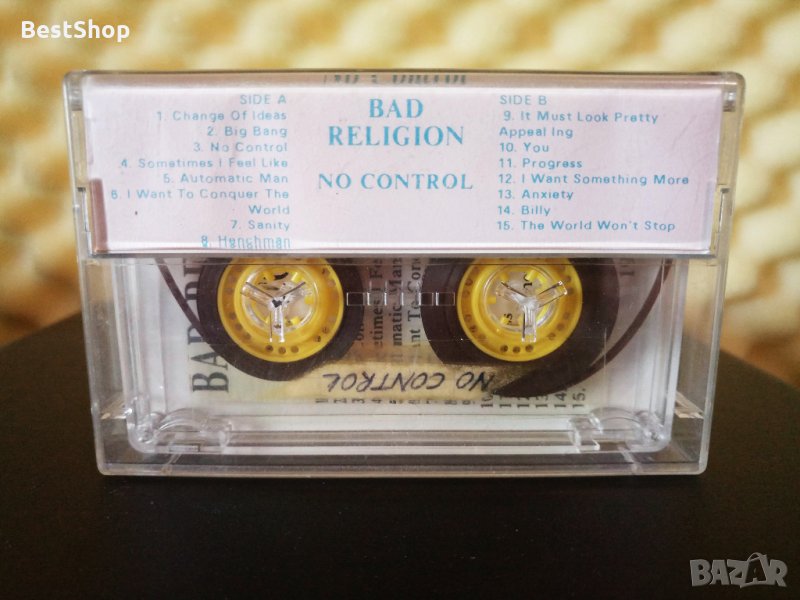 BestShop
SIDE A
1. Change Of Ideas
2. Big Bang
3. No Control
4. Sometimes I Feel Like
5. Automatic Man
6. I Want To Conquer The
World
7. Sanity
8. Henchman
BAD
RELIGION
NO CONTROL
SIDE B
9. It Must Look Pretty
Appeal Ing
10. You
11. Progress
12. I Want Something More
13. Anxiety
14. Billy
15. The World Won't Stop
NO CONTROL
BAZAR